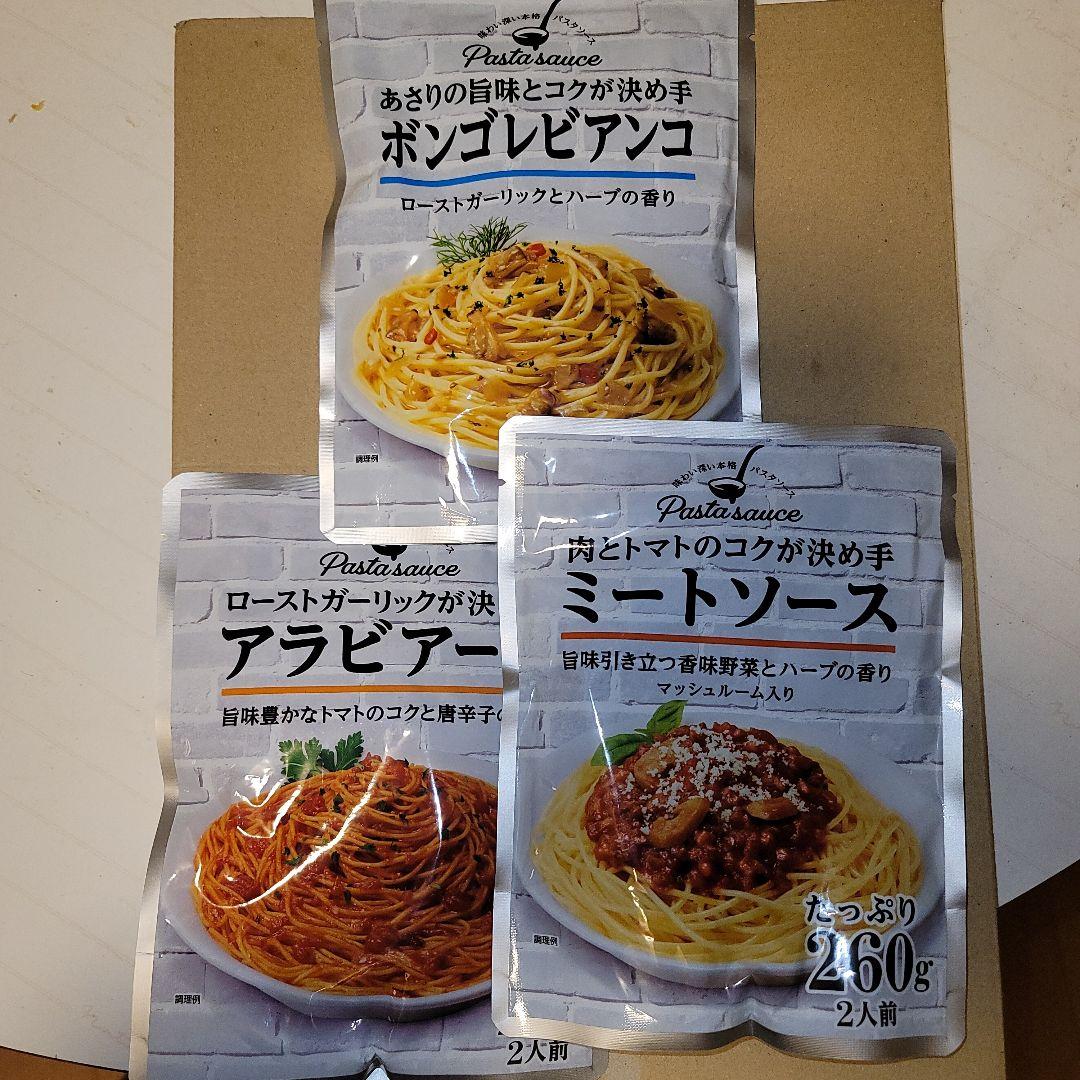 味わい深い本格 パスタソース
Pasta sauce
あさりの旨味とコクが決め手
ボンゴレビアンコ
ローストガーリックとハーブの香り
調理例
Pasta sauce
ローストガーリックが決
アラビアー
旨味豊かなトマトのコクと唐辛子の
調理例
2人前
味わい深い本格 パスタソース
Pasta sauce
肉とトマトのコクが決め手
ミートソース
旨味引き立つ香味野菜とハーブの香り
マッシュルーム入り
調理例
たっぷり
260g
2人前